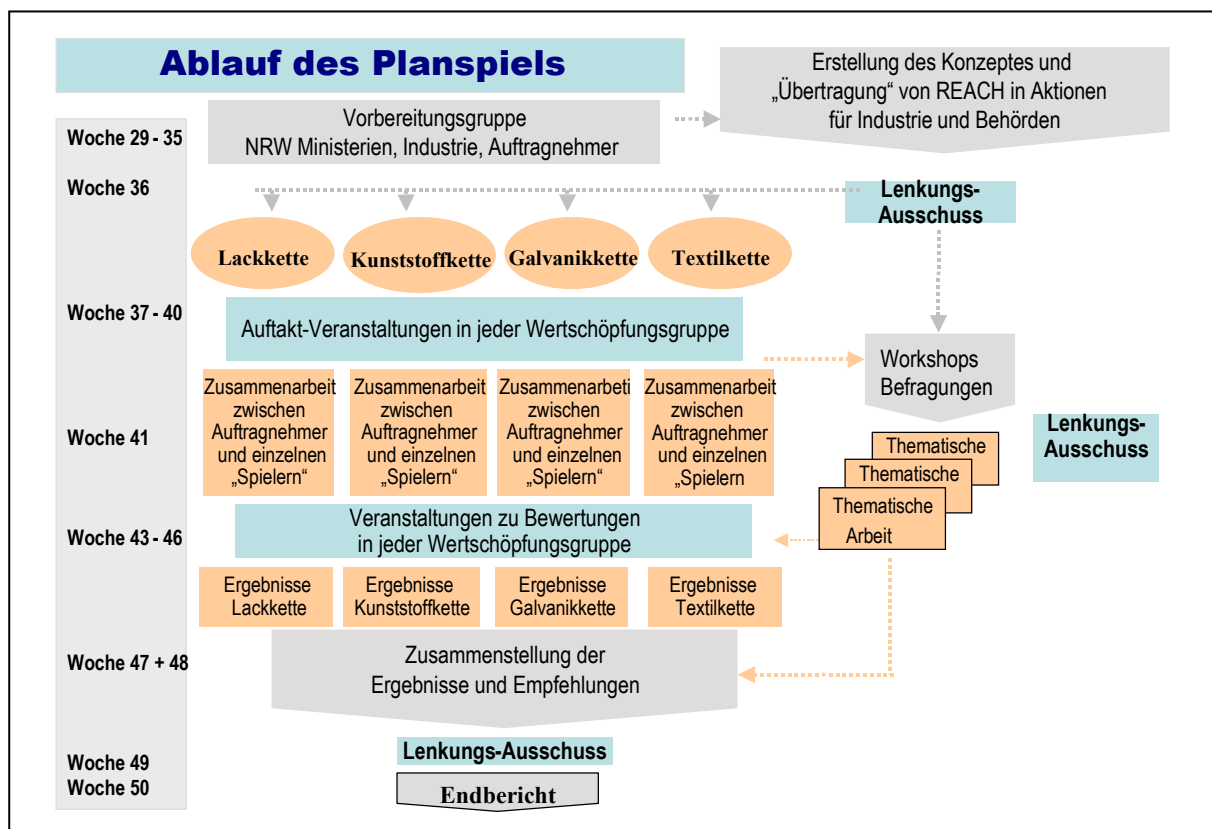 Ablauf des Planspiels
Erstellung des Konzeptes und
„Übertragung“ von REACH in Aktionen
für Industrie und Behörden
Woche 29 - 35
Vorbereitungsgruppe
NRW Ministerien, Industrie, Auftragnehmer
Woche 36
Lenkungs-
Ausschuss
Lackkette
Kunststoffkette
Galvanikkette
Textilkette
Woche 37 - 40
Auftakt-Veranstaltungen in jeder Wertschöpfungsgruppe
Workshops
Befragungen
Woche 41
Zusammenarbeit
zwischen
Auftragnehmer
und einzelnen
„Spielern“
Zusammenarbeit
zwischen
Auftragnehmer
und einzelnen
„Spielern“
Zusammenarbeti
zwischen
Auftragnehmer
und einzelnen
„Spielern“
Zusammenarbeit
zwischen
Auftragnehmer
und einzelnen
„Spielern
Lenkungs-
Ausschuss
Thematische
Thematische
Thematische
Arbeit
Woche 43 - 46
Veranstaltungen zu Bewertungen
in jeder Wertschöpfungsgruppe
Ergebnisse
Lackkette
Ergebnisse
Kunststoffkette
Ergebnisse
Galvanikkette
Ergebnisse
Textilkette
Woche 47 + 48
Zusammenstellung der
Ergebnisse und Empfehlungen
Woche 49
Lenkungs-Ausschuss
Woche 50
Endbericht